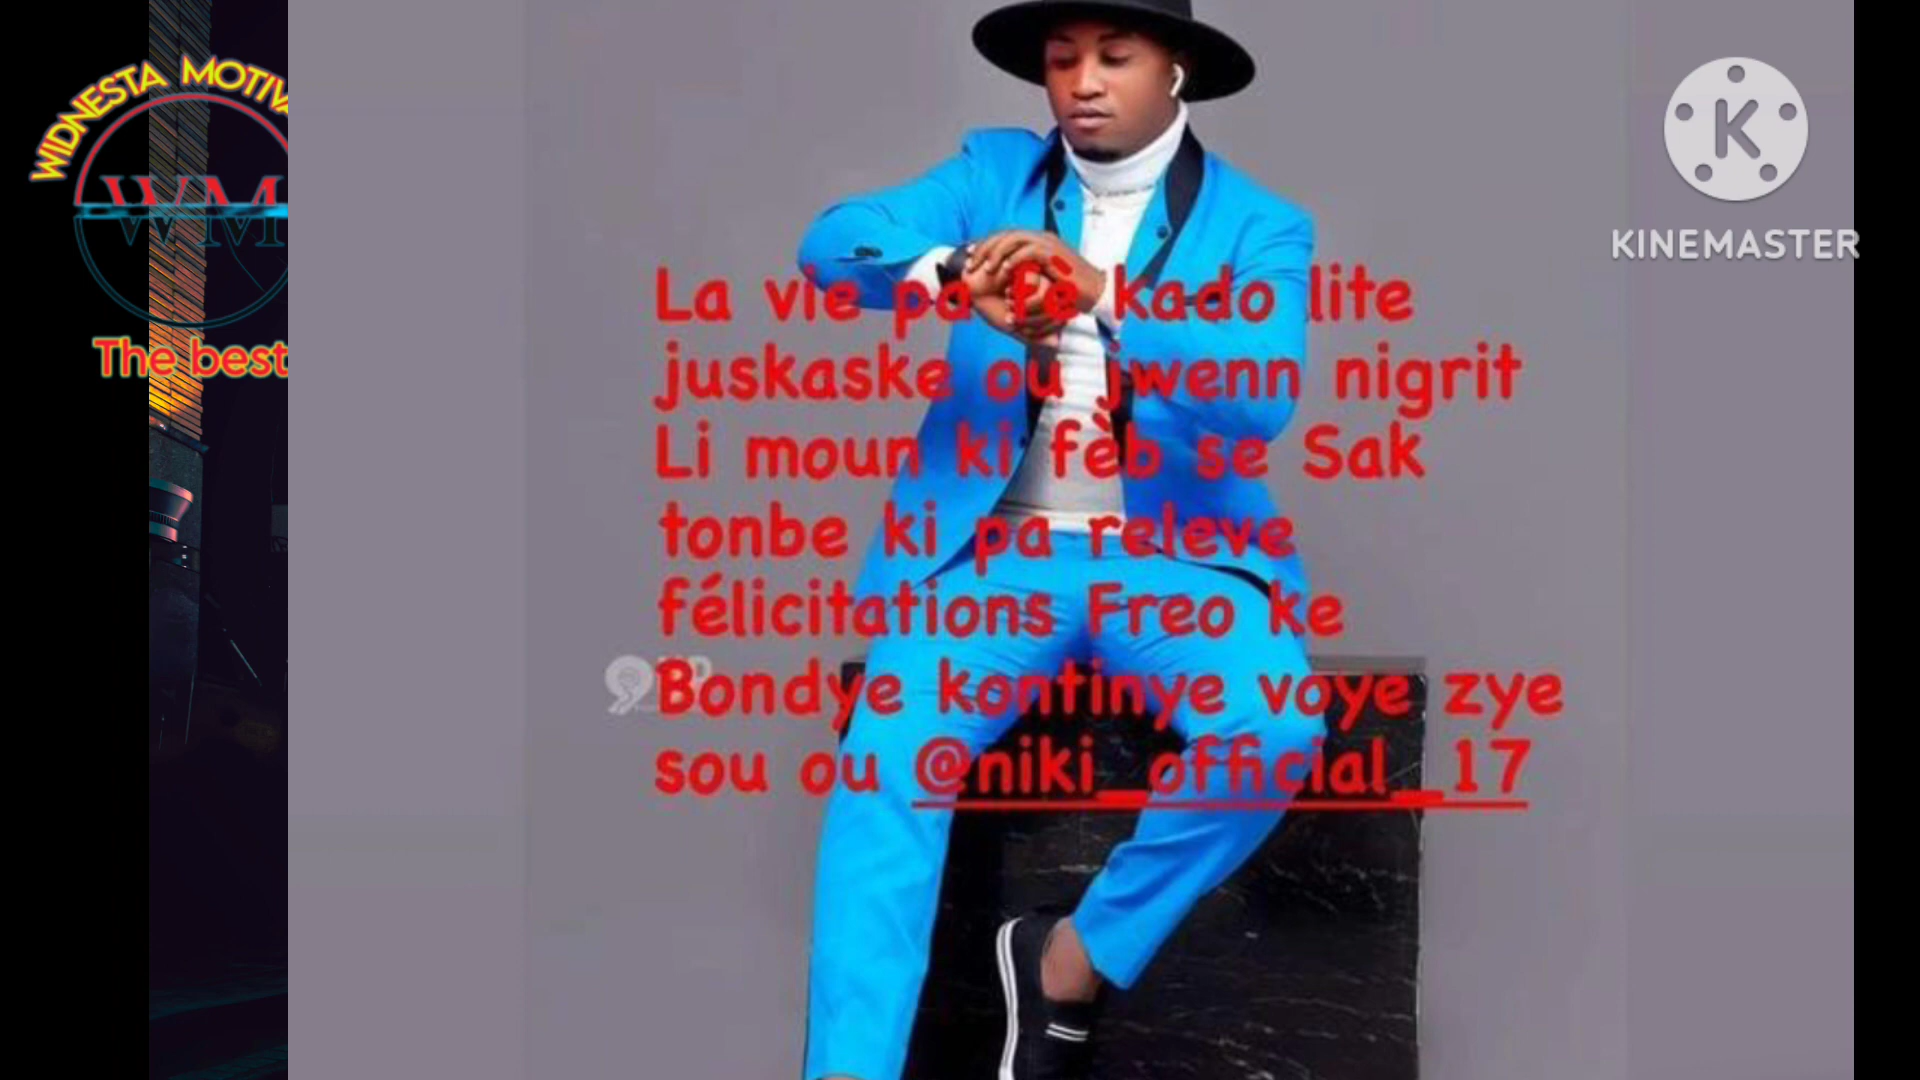 WIDNESTA MOTIV
WM
The best
K
KINEMASTER
La vie pa fè kado lite
juskaske ou jwenn nigrit
Li moun ki fèb se Sak
tonbe ki pa releve
félicitations Freo ke
Bondye kontinye voye zye
sou ou @niki_official_17